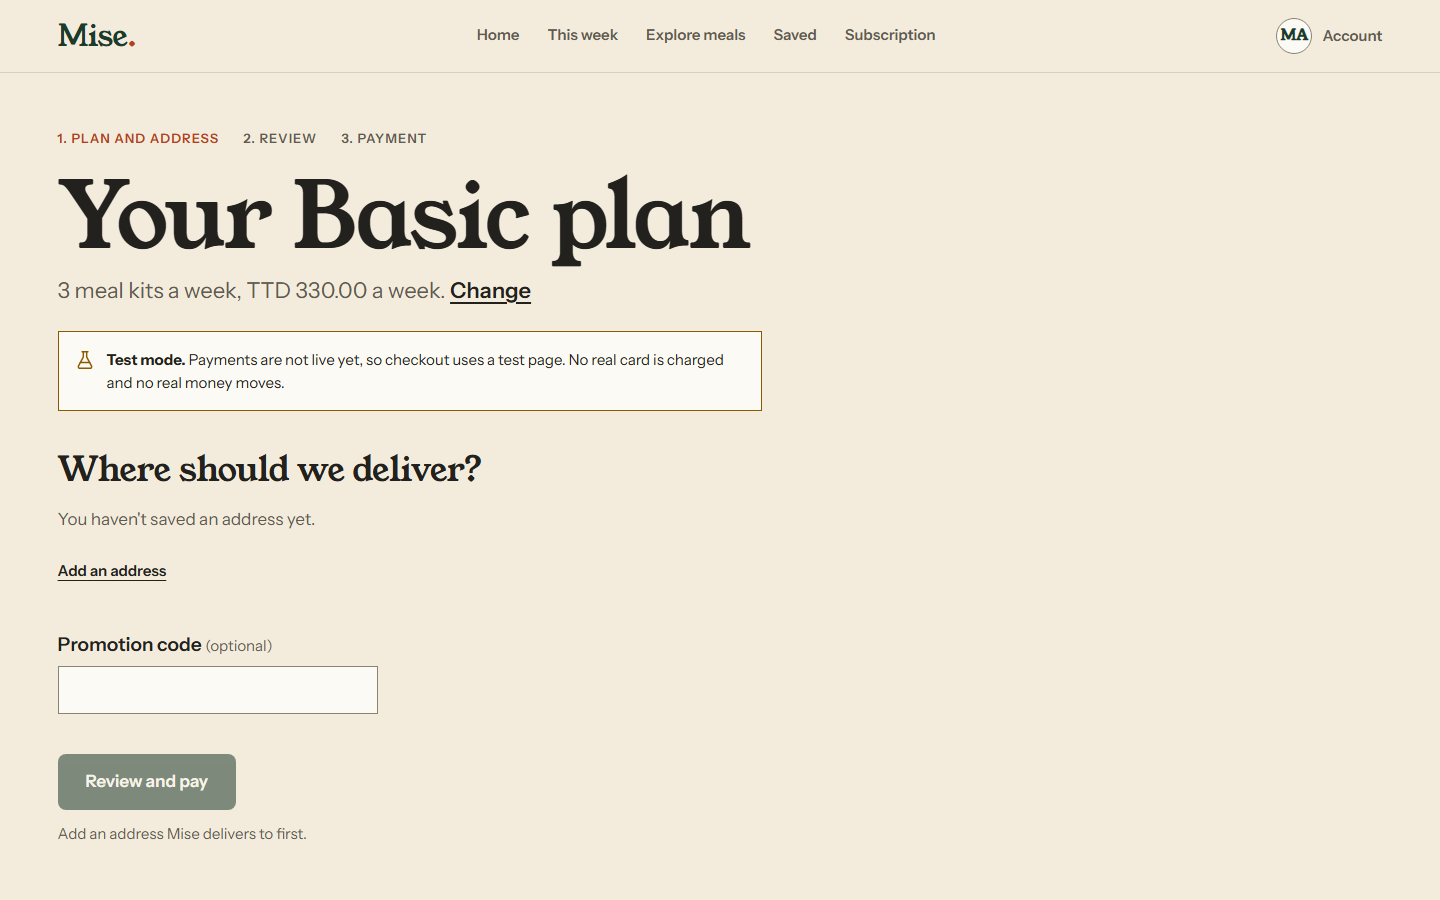 Mise.
Home
This week
Explore meals
Saved
Subscription
MA
Account
1. PLAN AND ADDRESS
2. REVIEW
3. PAYMENT
Your Basic plan
3 meal kits a week, TTD 330.00 a week. Change
Test mode. Payments are not live yet, so checkout uses a test page. No real card is charged
and no real money moves.
Where should we deliver?
You haven't saved an address yet.
Add an address
Promotion code (optional)
Review and pay
Add an address Mise delivers to first.